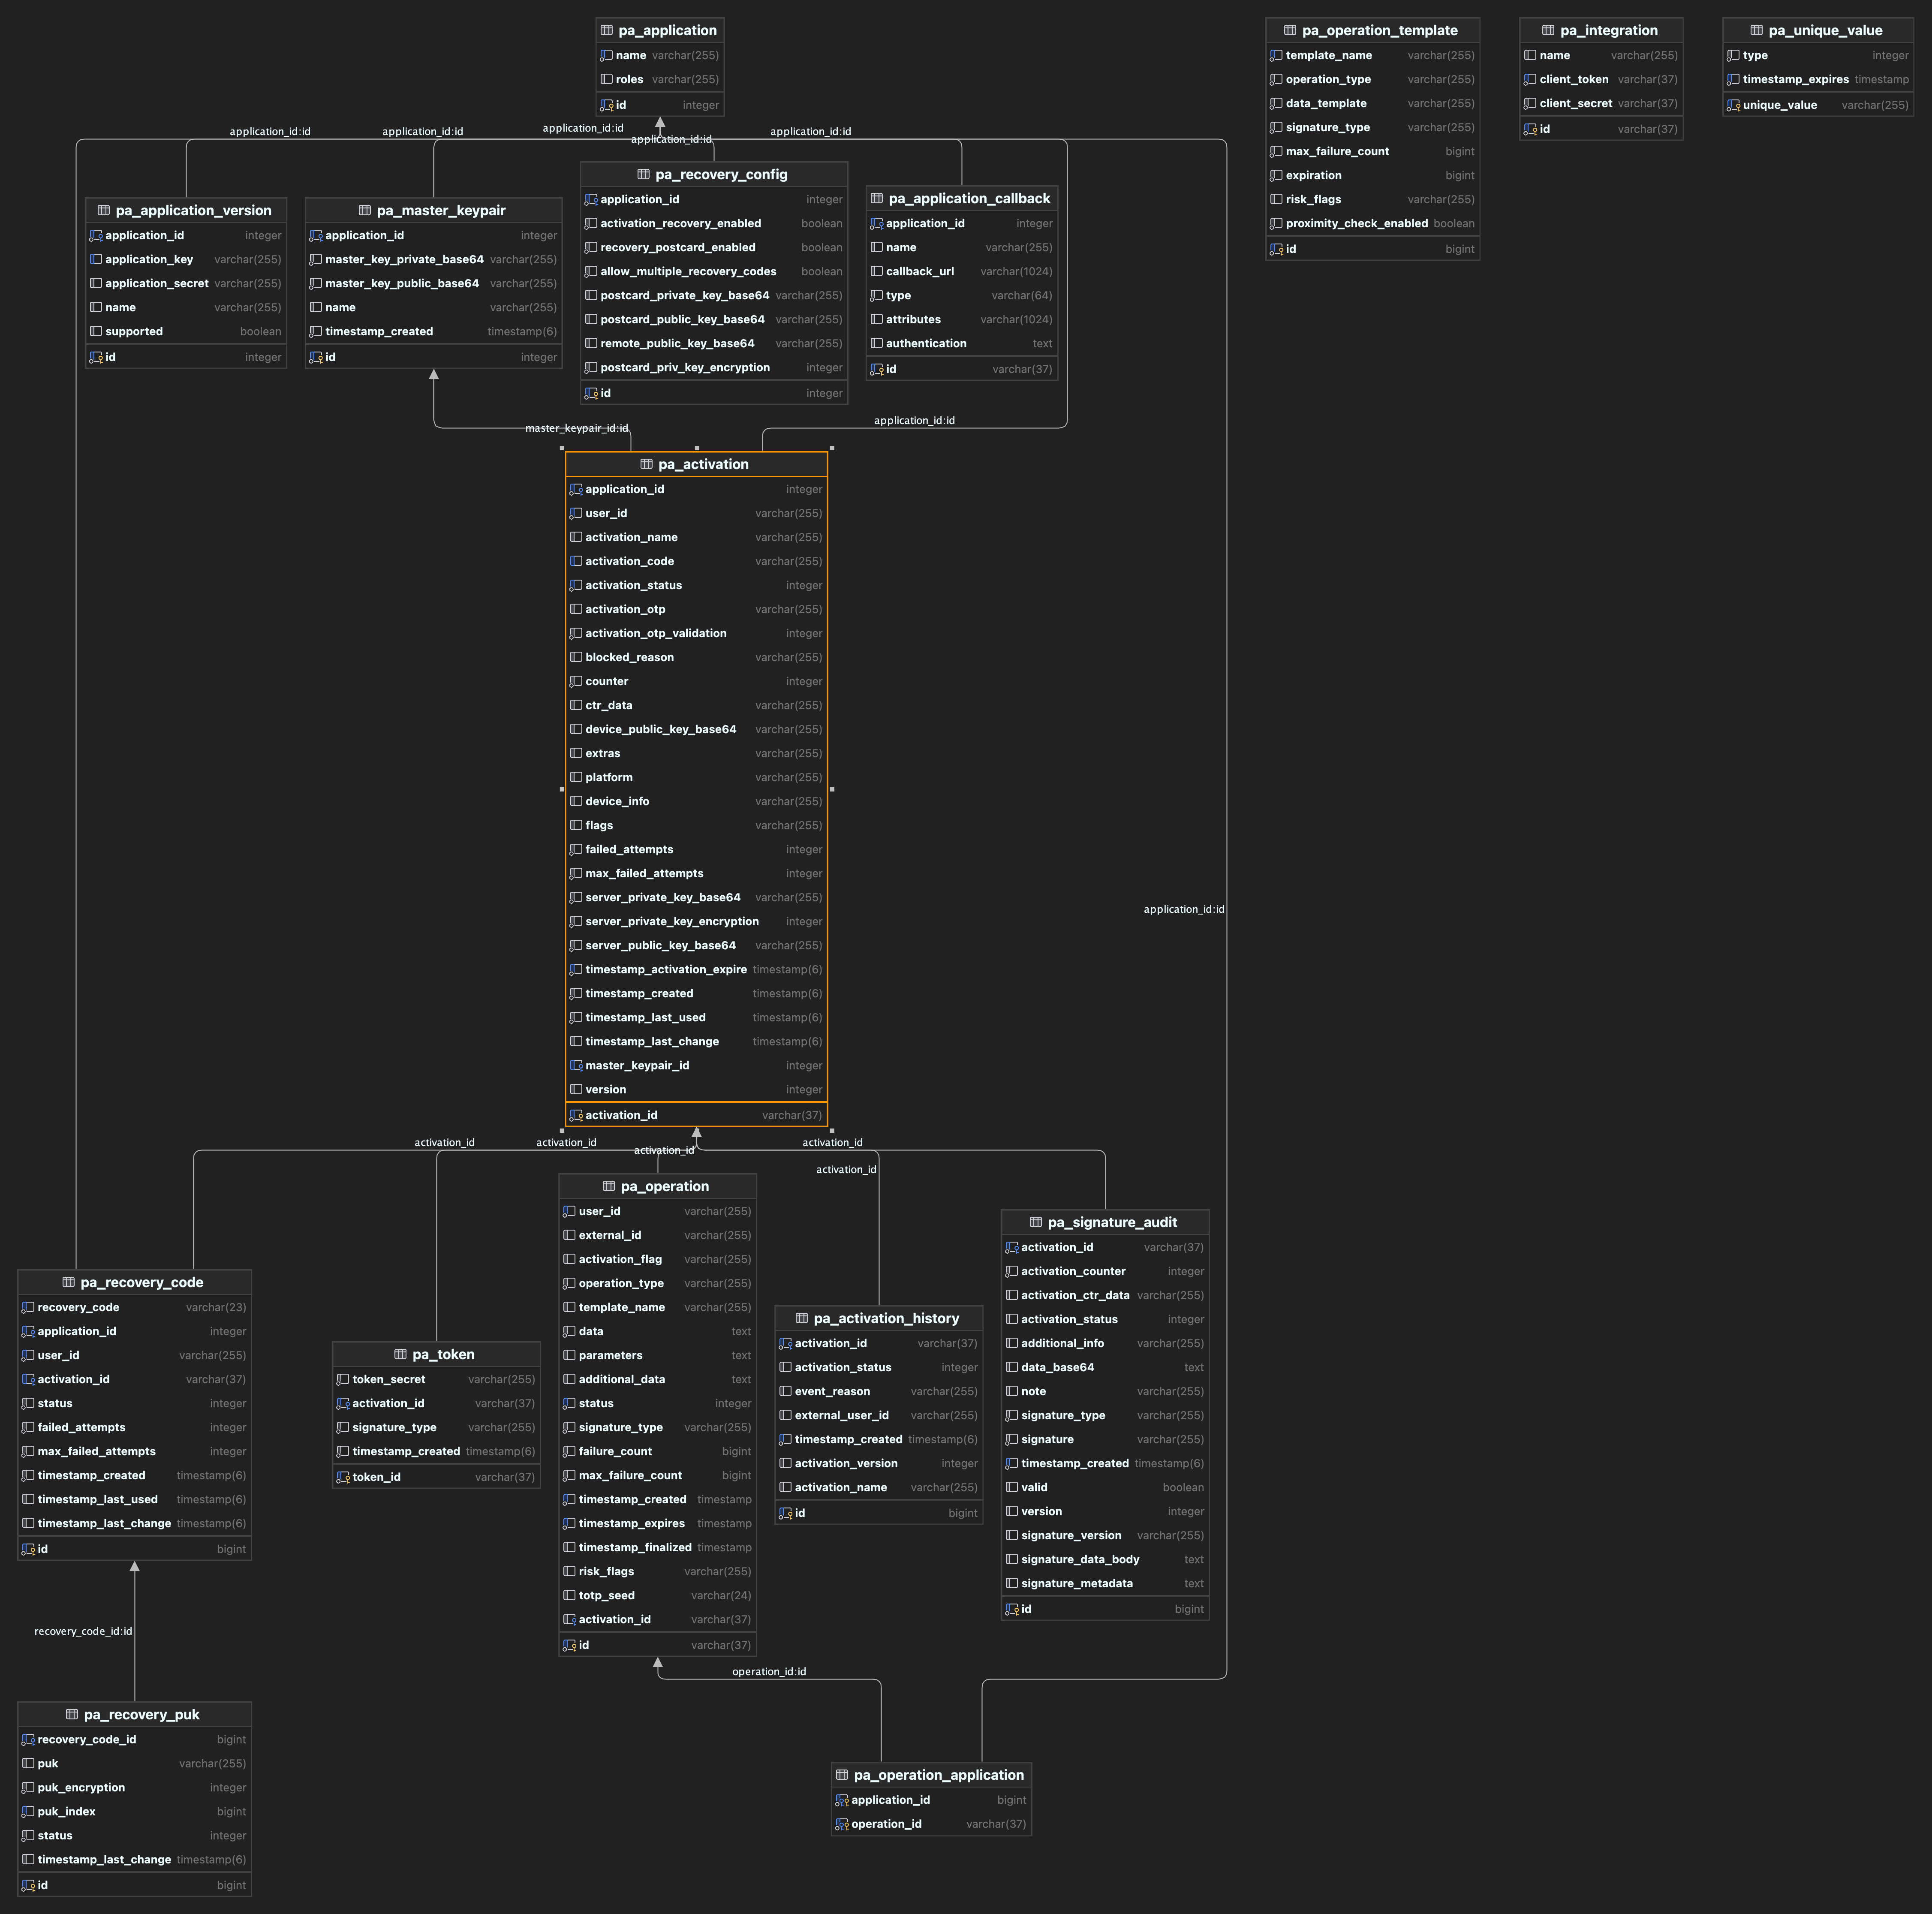 pa_application
name varchar(255)
roles varchar(255)
id integer
pa_operation_template
template_name varchar(255)
operation_type varchar(255)
data_template varchar(255)
signature_type varchar(255)
max_failure_count bigint
expiration bigint
risk_flags varchar(255)
proximity_check_enabled boolean
id bigint
pa_integration
name varchar(255)
client_token varchar(37)
client_secret varchar(37)
id varchar(37)
pa_unique_value
type integer
timestamp_expires timestamp
unique_value varchar(255)
application_id:id
application_id:id
application_id:id
application_id:id
application_id:id
pa_application_version
application_id integer
application_key varchar(255)
application_secret varchar(255)
name varchar(255)
supported boolean
id integer
pa_master_keypair
application_id integer
master_key_private_base64 varchar(255)
master_key_public_base64 varchar(255)
name varchar(255)
timestamp_created timestamp(6)
id integer
pa_recovery_config
application_id integer
activation_recovery_enabled boolean
recovery_postcard_enabled boolean
allow_multiple_recovery_codes boolean
postcard_private_key_base64 varchar(255)
postcard_public_key_base64 varchar(255)
remote_public_key_base64 varchar(255)
postcard_priv_key_encryption integer
id integer
pa_application_callback
application_id integer
name varchar(255)
callback_url varchar(1024)
type varchar(64)
attributes varchar(1024)
authentication text
id varchar(37)
master_keypair_id:id
application_id:id
pa_activation
application_id integer
user_id varchar(255)
activation_name varchar(255)
activation_code varchar(255)
activation_status integer
activation_otp varchar(255)
activation_otp_validation integer
blocked_reason varchar(255)
counter integer
ctr_data varchar(255)
device_public_key_base64 varchar(255)
extras varchar(255)
platform varchar(255)
device_info varchar(255)
flags varchar(255)
failed_attempts integer
max_failed_attempts integer
server_private_key_base64 varchar(255)
server_private_key_encryption integer
server_public_key_base64 varchar(255)
timestamp_activation_expire timestamp(6)
timestamp_created timestamp(6)
timestamp_last_used timestamp(6)
timestamp_last_change timestamp(6)
master_keypair_id integer
version integer
activation_id varchar(37)
application_id:id
activation_id
activation_id
activation_id
activation_id
activation_id
pa_recovery_code
recovery_code varchar(23)
application_id integer
user_id varchar(255)
activation_id varchar(37)
status integer
failed_attempts integer
max_failed_attempts integer
timestamp_created timestamp(6)
timestamp_last_used timestamp(6)
timestamp_last_change timestamp(6)
id bigint
pa_token
token_secret varchar(255)
activation_id varchar(37)
signature_type varchar(255)
timestamp_created timestamp(6)
token_id varchar(37)
pa_operation
user_id varchar(255)
external_id varchar(255)
activation_flag varchar(255)
operation_type varchar(255)
template_name varchar(255)
data text
parameters text
additional_data text
status integer
signature_type varchar(255)
failure_count bigint
max_failure_count bigint
timestamp_created timestamp
timestamp_expires timestamp
timestamp_finalized timestamp
risk_flags varchar(255)
totp_seed varchar(24)
activation_id varchar(37)
id varchar(37)
pa_activation_history
activation_id varchar(37)
activation_status integer
event_reason varchar(255)
external_user_id varchar(255)
timestamp_created timestamp(6)
activation_version integer
activation_name varchar(255)
id bigint
pa_signature_audit
activation_id varchar(37)
activation_counter integer
activation_ctr_data varchar(255)
activation_status integer
additional_info varchar(255)
data_base64 text
note varchar(255)
signature_type varchar(255)
signature varchar(255)
timestamp_created timestamp(6)
valid boolean
version integer
signature_version varchar(255)
signature_data_body text
signature_metadata text
id bigint
recovery_code_id:id
operation_id:id
pa_recovery_puk
recovery_code_id bigint
puk varchar(255)
puk_encryption integer
puk_index bigint
status integer
timestamp_last_change timestamp(6)
id bigint
pa_operation_application
application_id bigint
operation_id varchar(37)